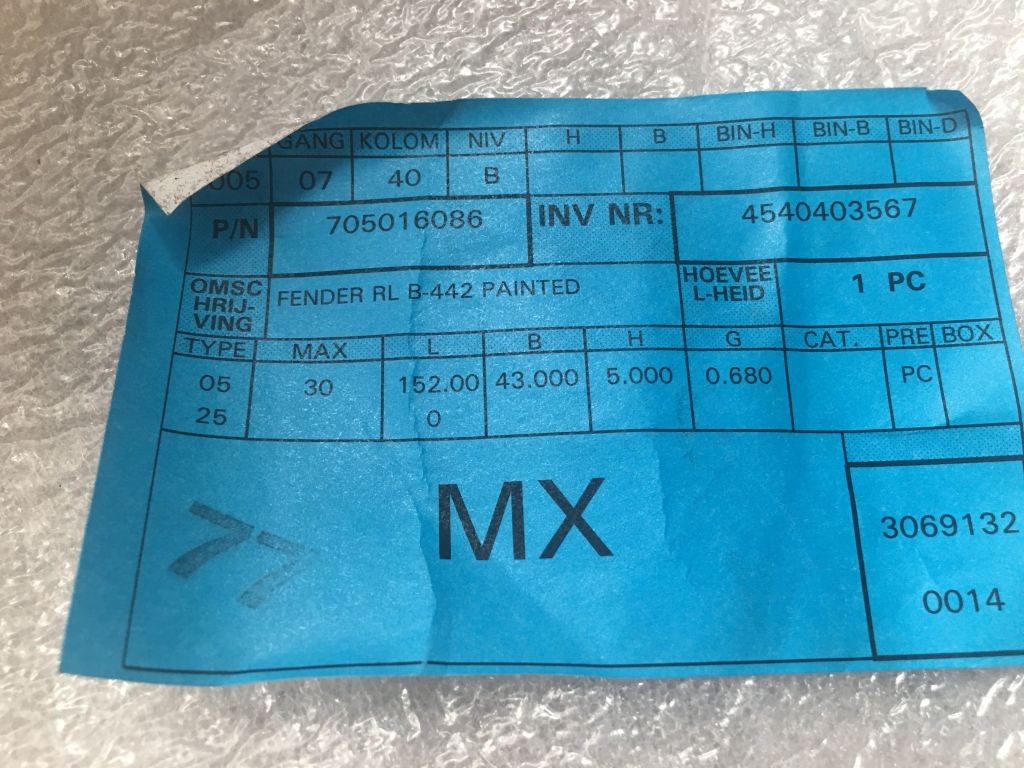 GANG KOLOM NIV H B BIN-H BIN-B BIN-D
005 07 40 B
P/N 705016086 INV NR: 4540403567
OMSC
HRIJ-
VING
FENDER RL B-442 PAINTED
HOEVEE
L-HEID
1 PC
TYPE MAX L B H G CAT. PRE BOX
05 30 152.00 43.000 5.000 0.680 PC
25 0
MX
77
3069132
0014